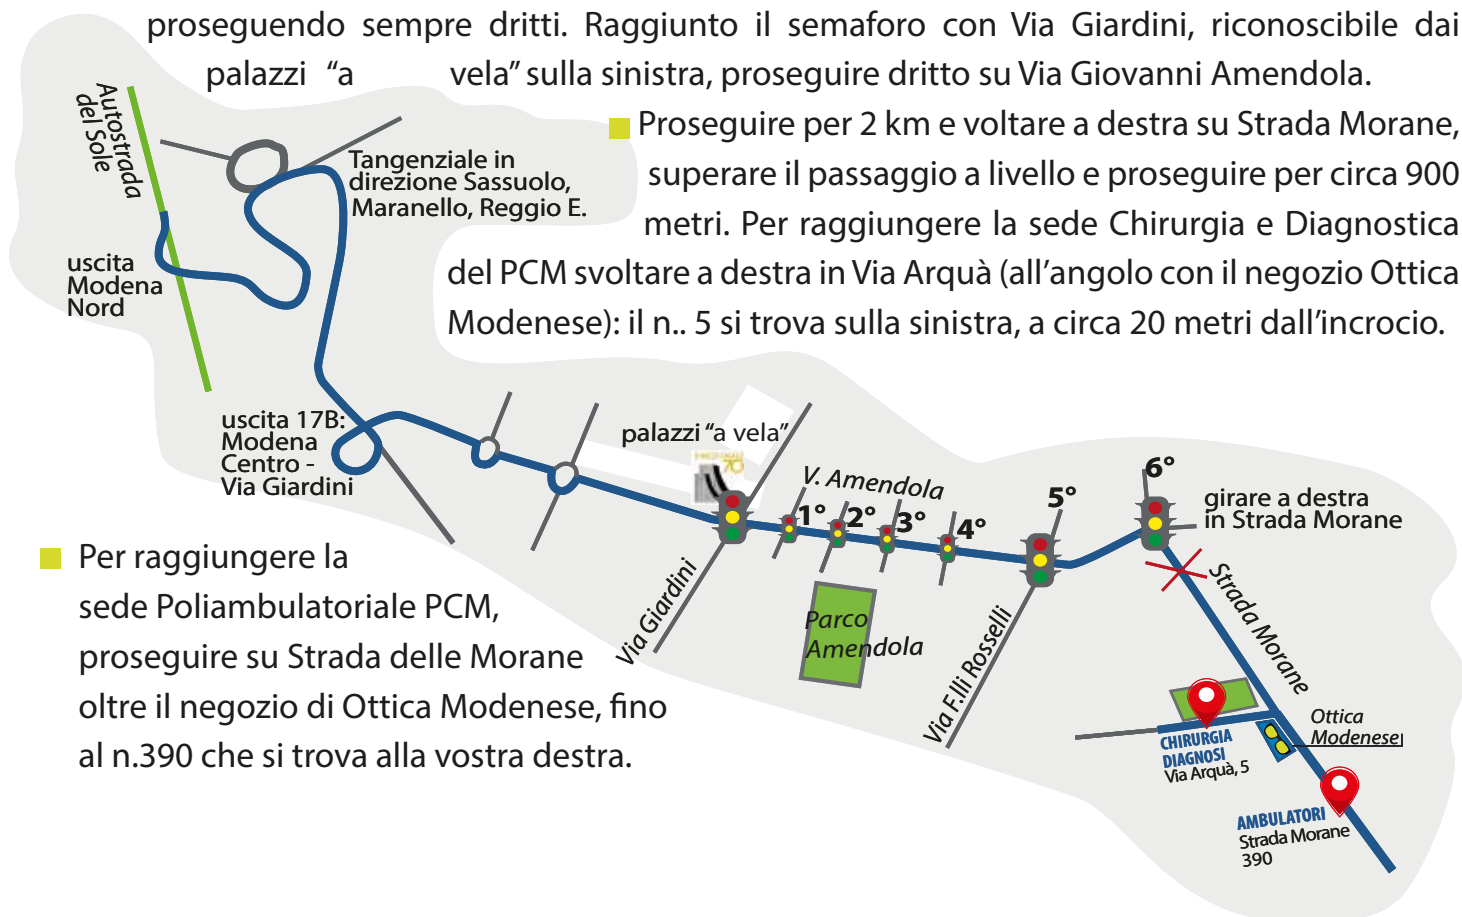 proseguendo sempre dritti. Raggiunto il semaforo con Via Giardini, riconoscibile dai
palazzi “a vela” sulla sinistra, proseguire dritto su Via Giovanni Amendola.
Proseguire per 2 km e voltare a destra su Strada Morane,
superare il passaggio a livello e proseguire per circa 900
metri. Per raggiungere la sede Chirurgia e Diagnostica
del PCM svoltare a destra in Via Arquà (all’angolo con il negozio Ottica
Modenese): il n.. 5 si trova sulla sinistra, a circa 20 metri dall’incrocio.
Autostrada
del Sole
Tangenziale in
direzione Sassuolo,
Maranello, Reggio E.
uscita
Modena
Nord
uscita 17B:
Modena
Centro -
Via Giardini
palazzi “a vela”
70
V. Amendola
1°
2°
3°
4°
5°
6°
girare a destra
in Strada Morane
Via Giardini
Parco
Amendola
Via F.lli Rosselli
Strada Morane
Ottica
Modenese
CHIRURGIA
DIAGNOSI
Via Arquà, 5
AMBULATORI
Strada Morane
390
Per raggiungere la
sede Poliambulatoriale PCM,
proseguire su Strada delle Morane
oltre il negozio di Ottica Modenese, fino
al n.390 che si trova alla vostra destra.